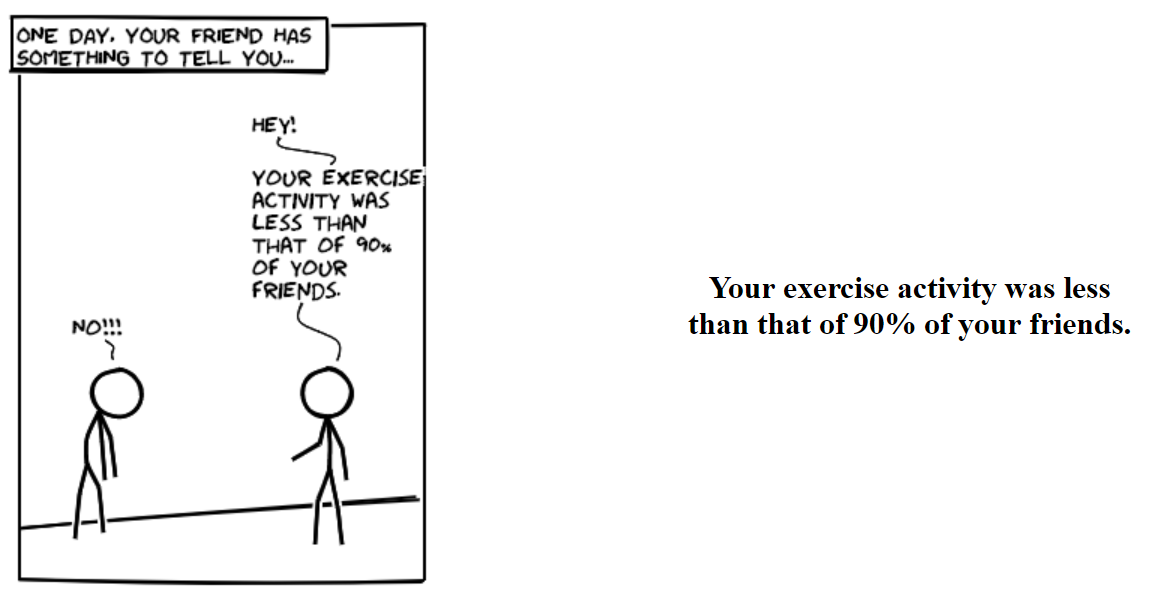 ONE DAY, YOUR FRIEND HAS
SOMETHING TO TELL YOU...
HEY!
YOUR EXERCISE
ACTIVITY WAS
LESS THAN
THAT OF 90%
OF YOUR
FRIENDS.
NO!!!
Your exercise activity was less
than that of 90% of your friends.